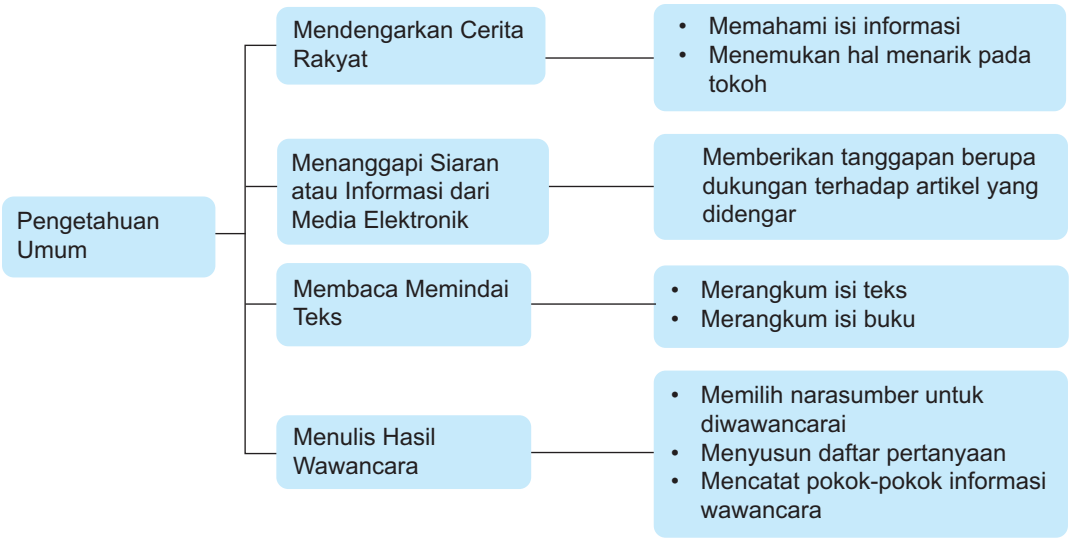 Pengetahuan
Umum
Mendengarkan Cerita
Rakyat
• Memahami isi informasi
• Menemukan hal menarik pada
tokoh
Menanggapi Siaran
atau Informasi dari
Media Elektronik
Memberikan tanggapan berupa
dukungan terhadap artikel yang
didengar
Membaca Memindai
Teks
• Merangkum isi teks
• Merangkum isi buku
Menulis Hasil
Wawancara
• Memilih narasumber untuk
diwawancarai
• Menyusun daftar pertanyaan
• Mencatat pokok-pokok informasi
wawancara